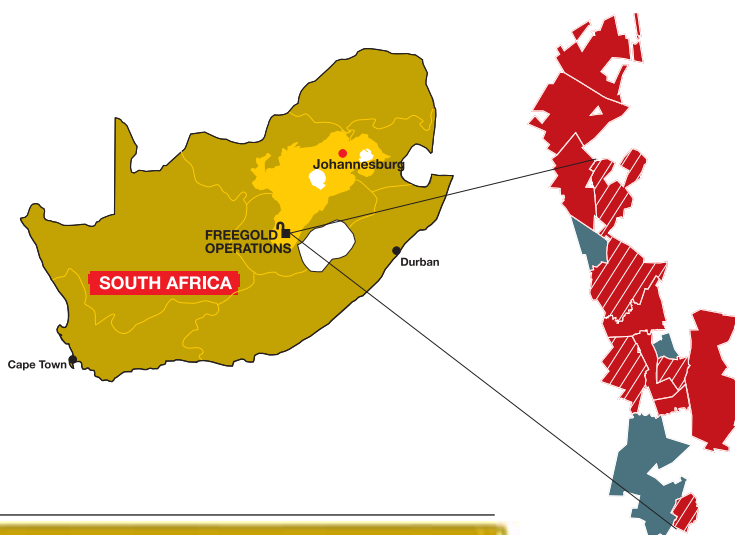 Johannesburg
FREEGOLD
OPERATIONS
Durban
SOUTH AFRICA
Cape Town